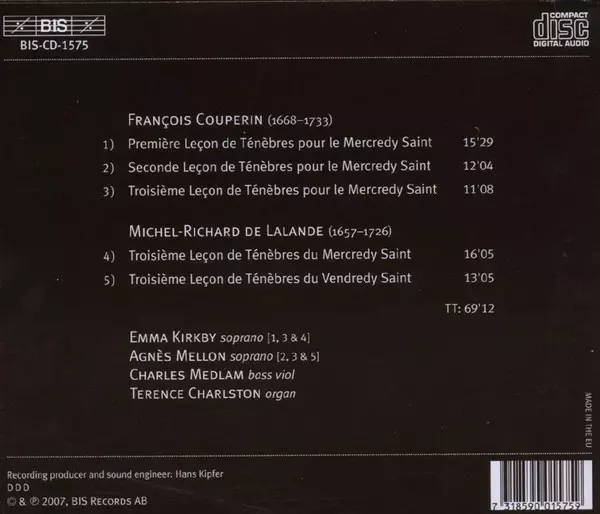 BIS
BIS-CD-1575
COMPACT
disc
DIGITAL AUDIO
FRANÇOIS COUPERIN (1668–1733)
1) Première Leçon de Ténèbres pour le Mercredy Saint 15'29
2) Seconde Leçon de Ténèbres pour le Mercredy Saint 12'04
3) Troisième Leçon de Ténèbres pour le Mercredy Saint 11'08
MICHEL-RICHARD DE LALANDE (1657–1726)
4) Troisième Leçon de Ténèbres du Mercredy Saint 16'05
5) Troisième Leçon de Ténèbres du Vendredy Saint 13'05
TT: 69'12
EMMA KIRKBY soprano [1, 3 & 4]
AGNÈS MELLON soprano [2, 3 & 5]
CHARLES MEDLAM bass viol
TERENCE CHARLSTON organ
MADE IN THE EU
Recording producer and sound engineer: Hans Kipfer
D D D
© & ℗ 2007, BIS RECORDS AB
7 318590 015759